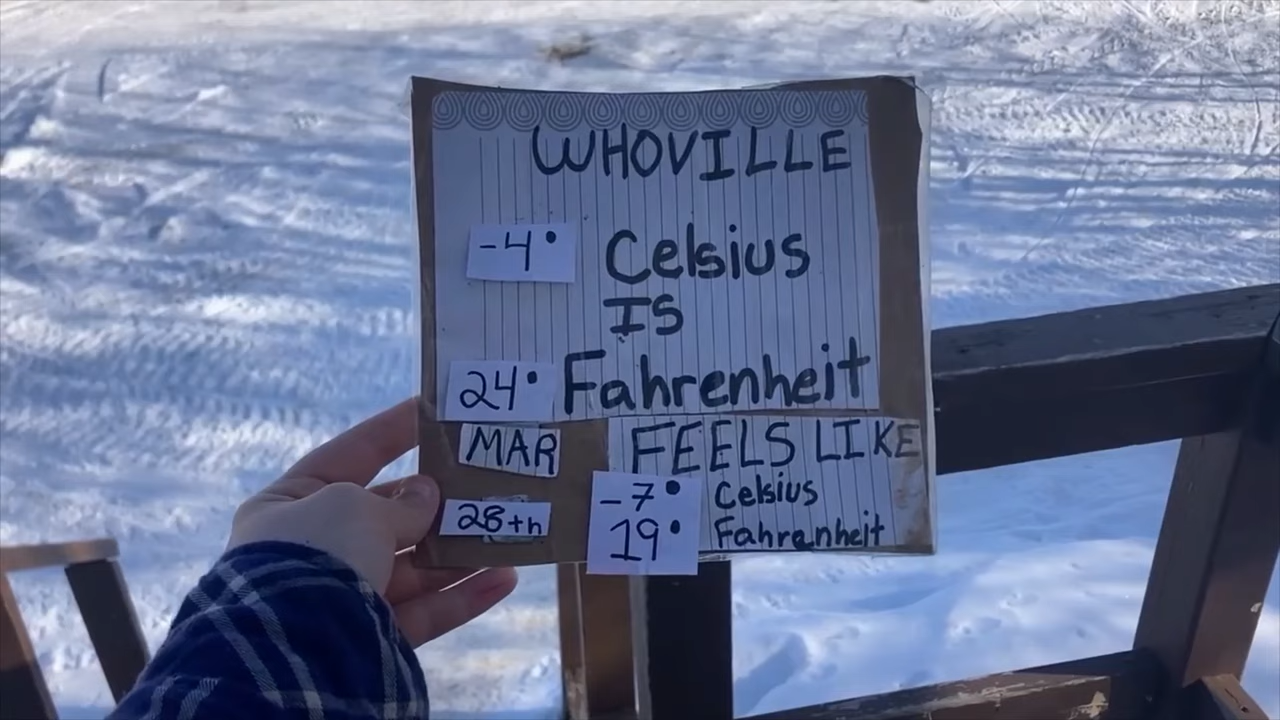 WHOVILLE
-4° Celsius
IS
24° Fahrenheit
MAR
28th
FEELS LIKE
-7° Celsius
19° Fahrenheit